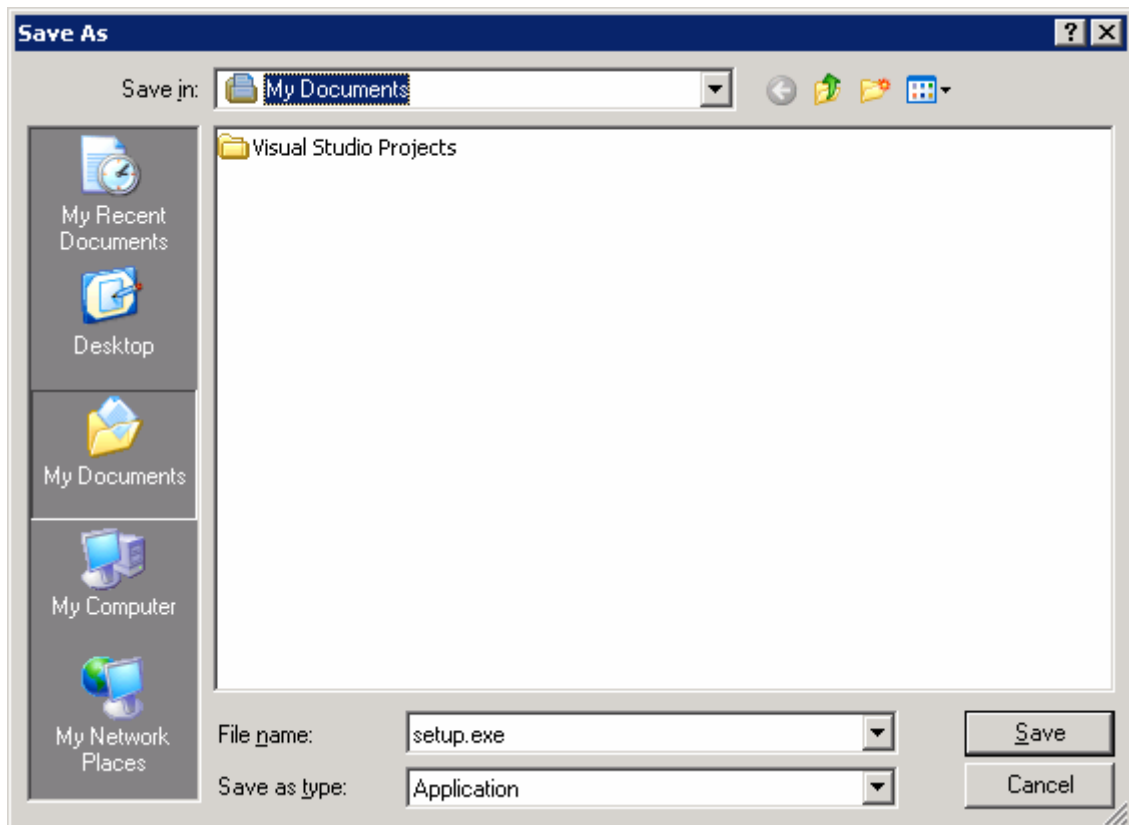 Save As
Save in:
My Documents
Visual Studio Projects
My Recent
Documents
Desktop
My Documents
My Computer
My Network
Places
File name:
setup.exe
Save
Save as type:
Application
Cancel